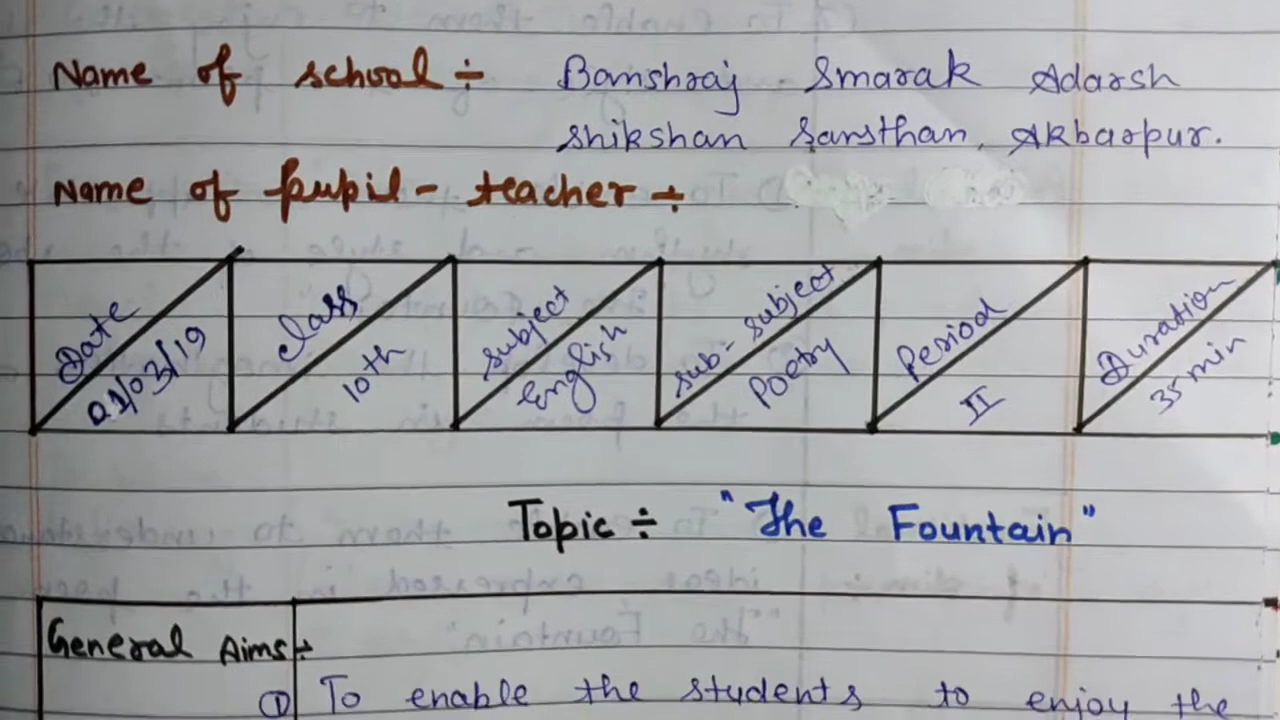 Name of school ÷ Bamshraj Smarak Adarsh
Shikshan Sansthan, Akbarpur.
Name of pupil - teacher ÷
Date Class Subject Sub-subject Period Duration
01/03/19 10th English Poetry II 35 min
Topic ÷ "The Fountain"
General Aims ÷
① To enable the students to enjoy the